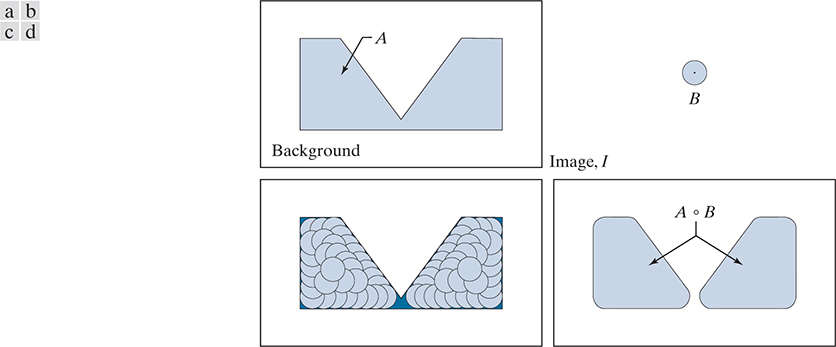 a b
c d
A
B
Background
Image, I
A ∘ B